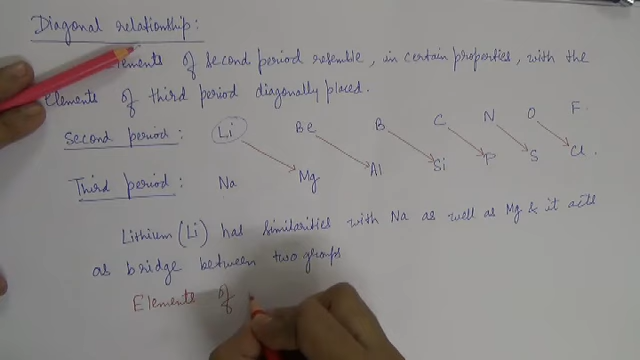 Diagonal relationship:
Elements of second period resemble, in certain properties, with the
elements of third period diagonally placed.
Second period: Li Be B C N O F
Third period: Na Mg Al Si P S Cl.
Lithium (Li) has similarities with Na as well as Mg & it acts
as bridge between two groups
Elements of